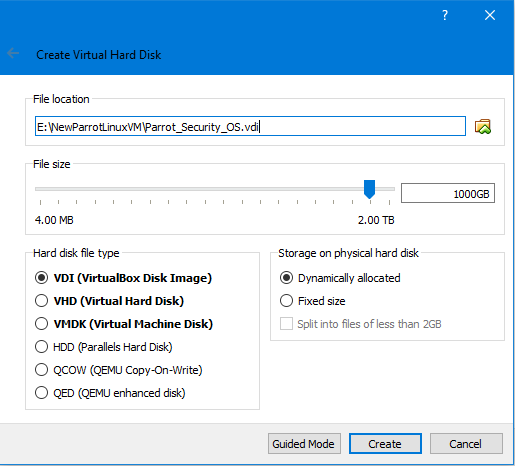 ?
Create Virtual Hard Disk
File location
E:\NewParrotLinuxVM\Parrot_Security_OS.vdi
File size
1000GB
4.00 MB 2.00 TB
Hard disk file type
VDI (VirtualBox Disk Image)
VHD (Virtual Hard Disk)
VMDK (Virtual Machine Disk)
HDD (Parallels Hard Disk)
QCOW (QEMU Copy-On-Write)
QED (QEMU enhanced disk)
Storage on physical hard disk
Dynamically allocated
Fixed size
Split into files of less than 2GB
Guided Mode Create Cancel